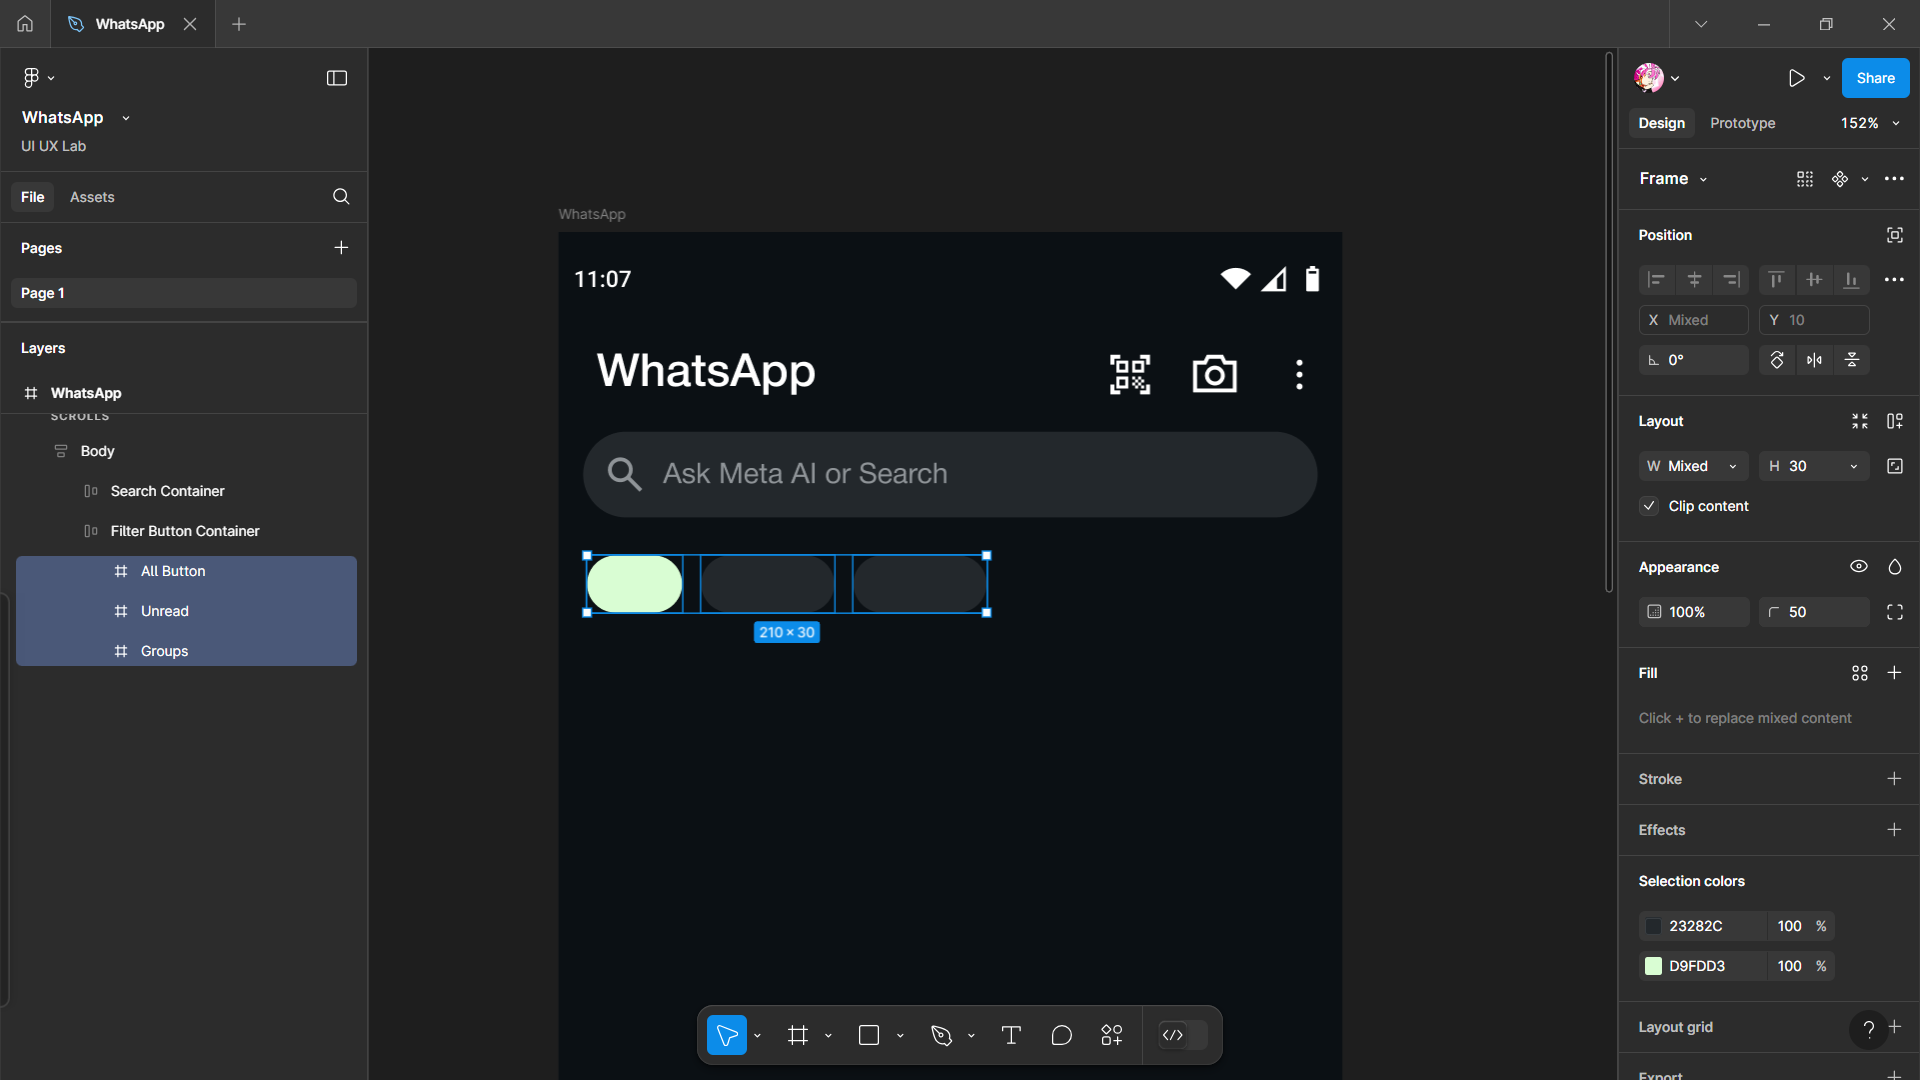 WhatsApp
WhatsApp
UI UX Lab
File
Assets
Pages
Page 1
Layers
WhatsApp
SCROLLS
Body
Search Container
Filter Button Container
All Button
Unread
Groups
WhatsApp
11:07
WhatsApp
Ask Meta AI or Search
210 × 30
Share
Design
Prototype
152%
Frame
Position
X Mixed
Y 10
0°
Layout
W Mixed
H 30
Clip content
Appearance
100%
50
Fill
Click + to replace mixed content
Stroke
Effects
Selection colors
23282C 100 %
D9FDD3 100 %
Layout grid
?
Export